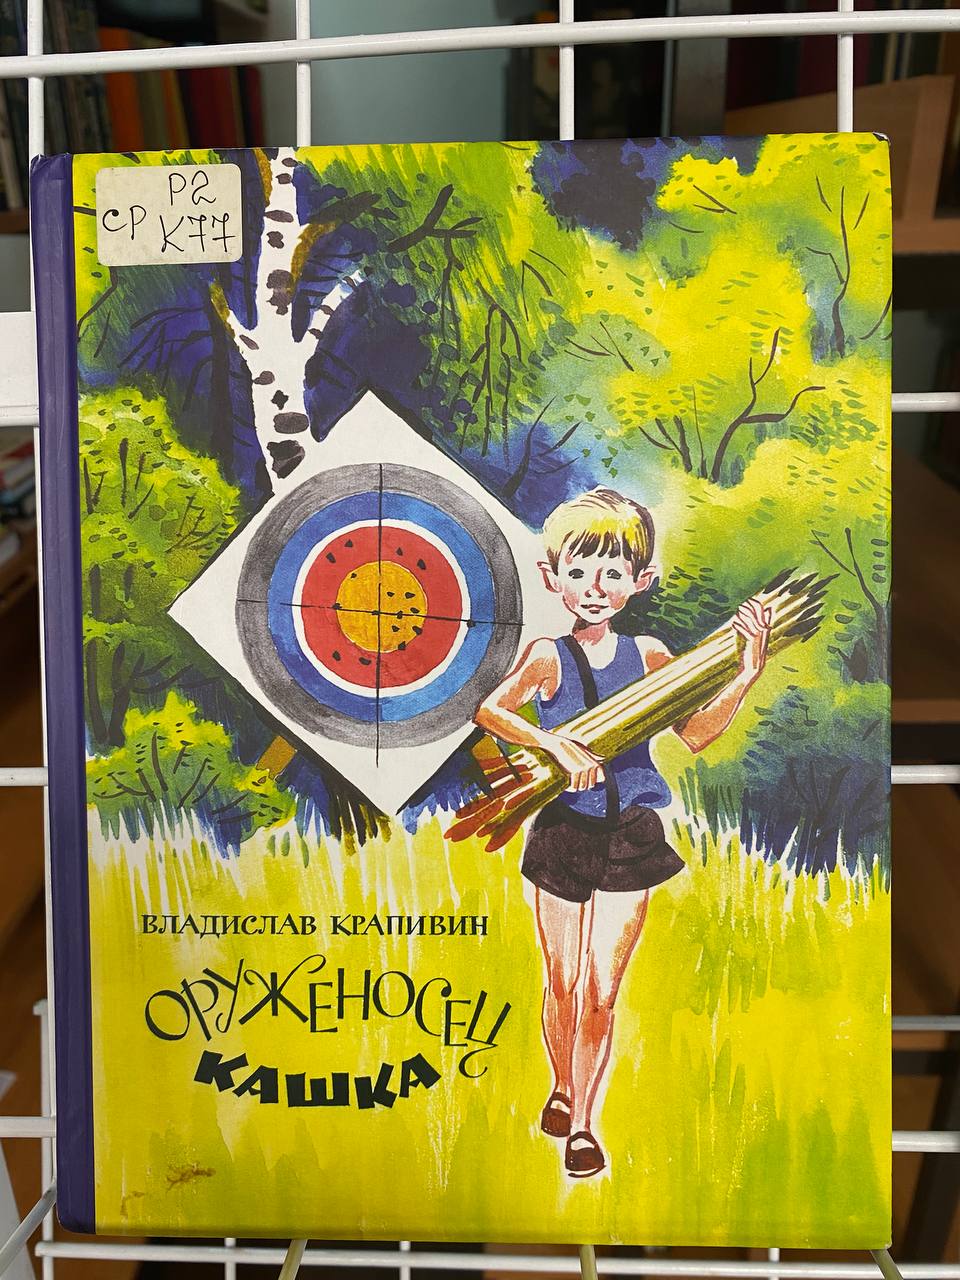 Р2
СР К77
ВЛАДИСЛАВ КРАПИВИН
ОРУЖЕНОСЕЦ
КАШКА